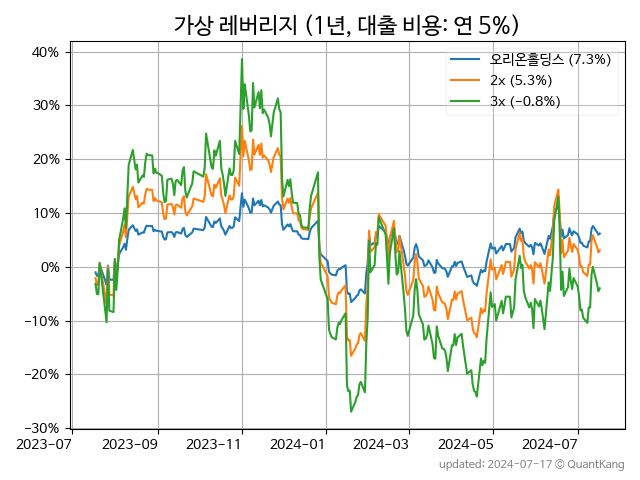 가상 레버리지 (1년, 대출 비용: 연 5%)
오리온홀딩스 (7.3%)
2x (5.3%)
3x (−0.8%)
40%
30%
20%
10%
0%
−10%
−20%
−30%
2023-07 2023-09 2023-11 2024-01 2024-03 2024-05 2024-07
updated: 2024-07-17 © QuantKang